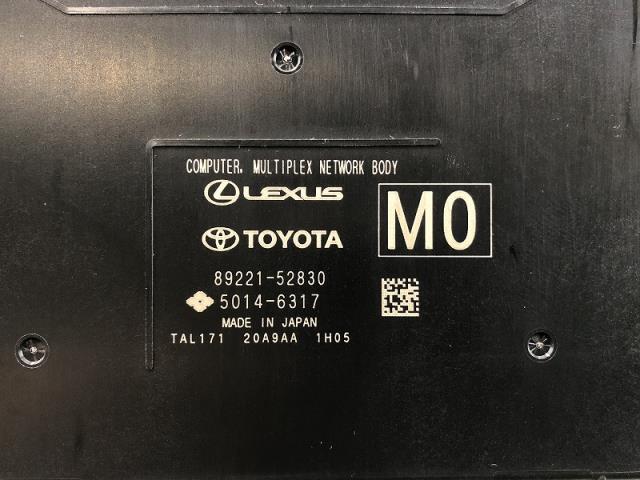 COMPUTER, MULTIPLEX NETWORK BODY
LEXUS
TOYOTA
M0
89221-52830
5014-6317
MADE IN JAPAN
TAL171 20A9AA 1H05